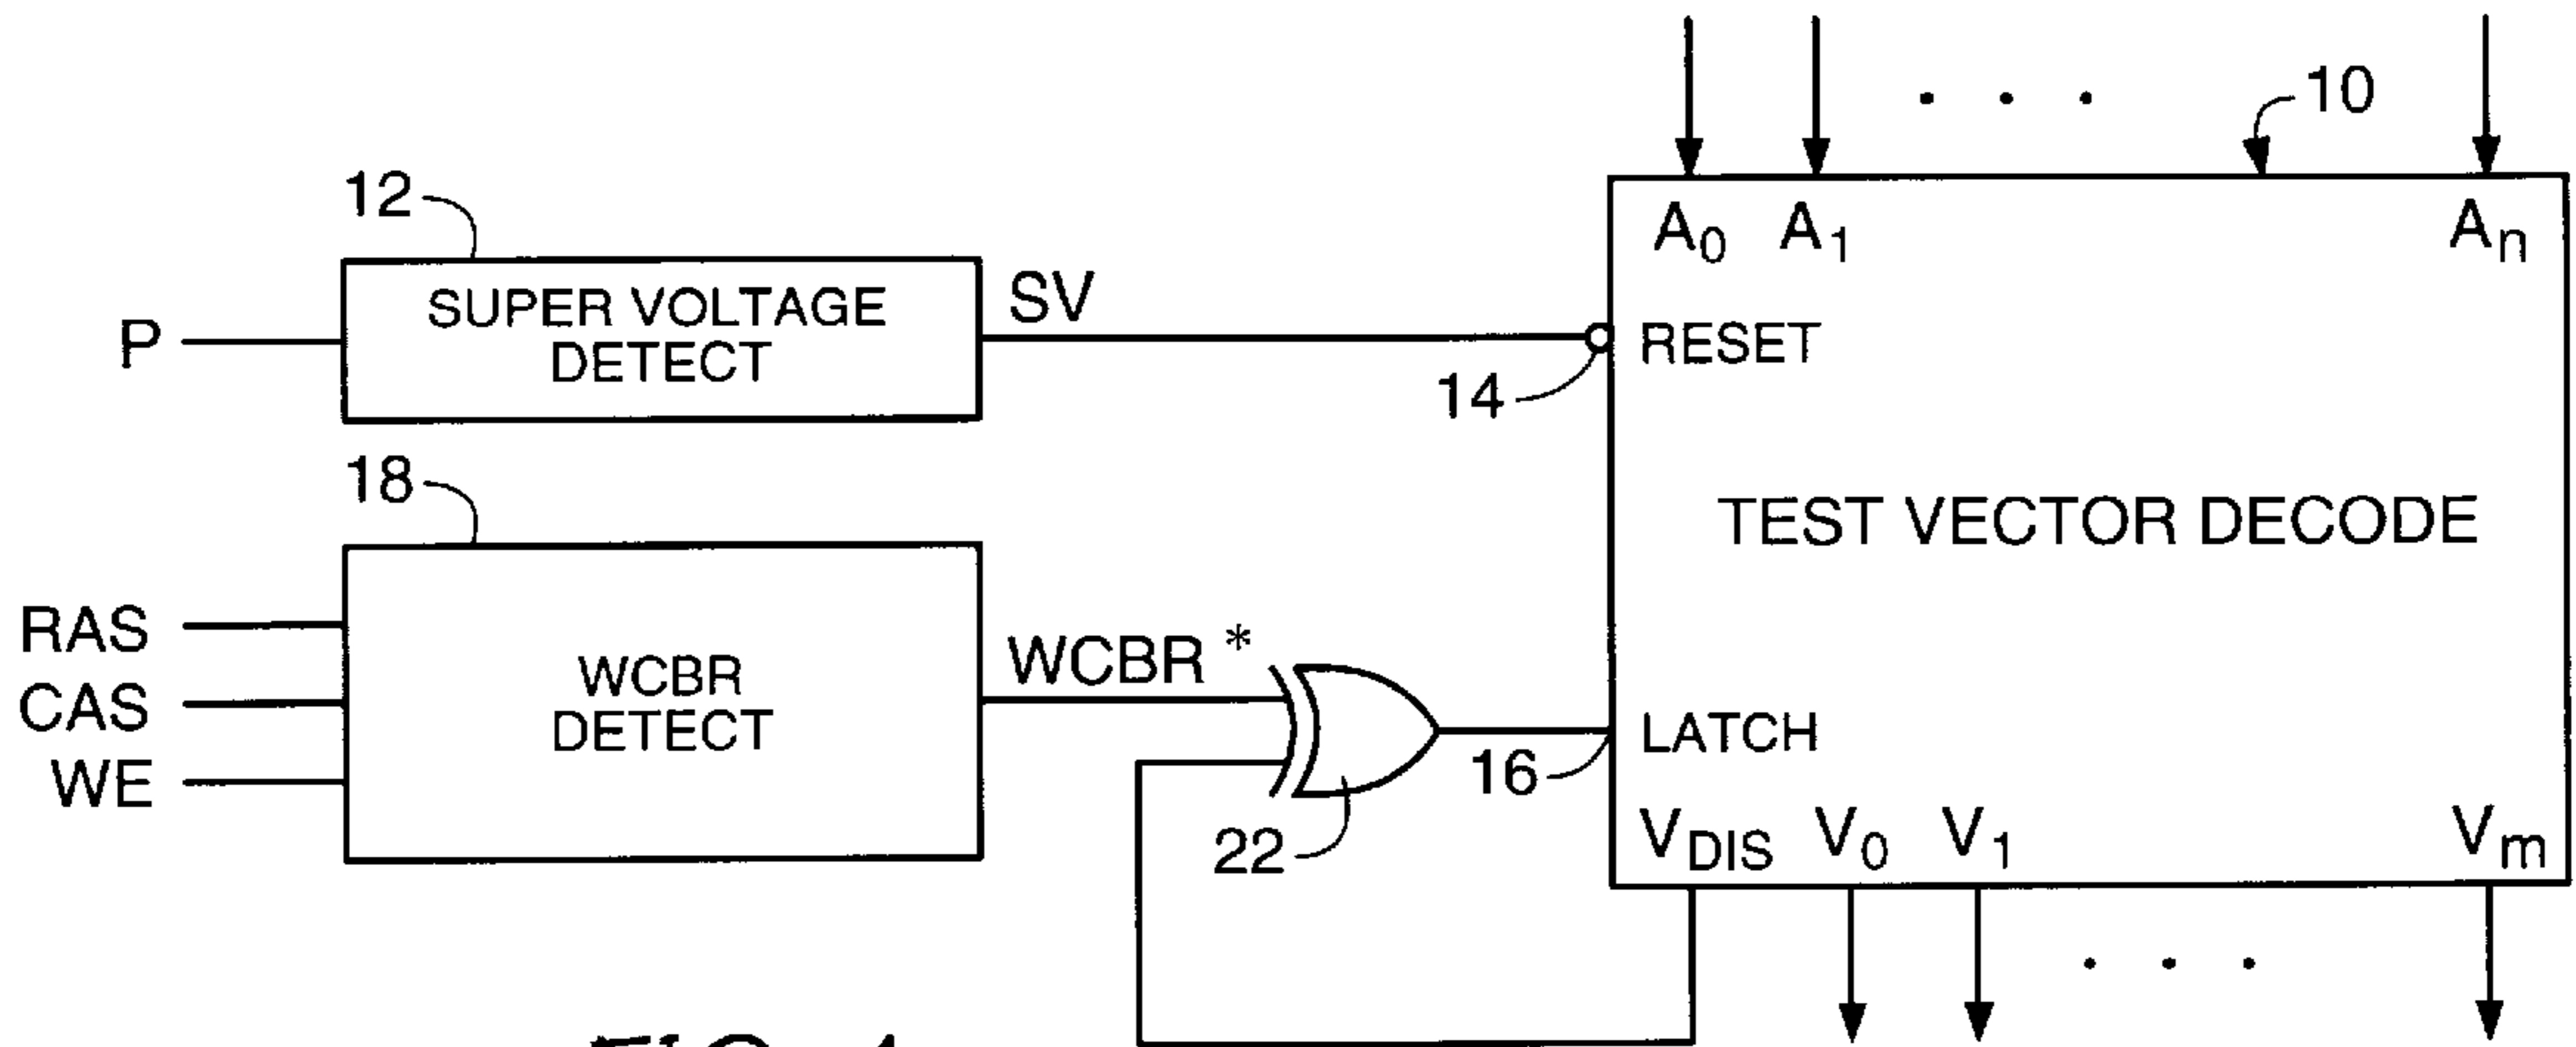 10
A0 A1 An
12
SUPER VOLTAGE
DETECT
SV
P
RESET
14
TEST VECTOR DECODE
18
RAS
CAS
WE
WCBR
DETECT
WCBR *
LATCH
16
22
VDIS V0 V1 Vm